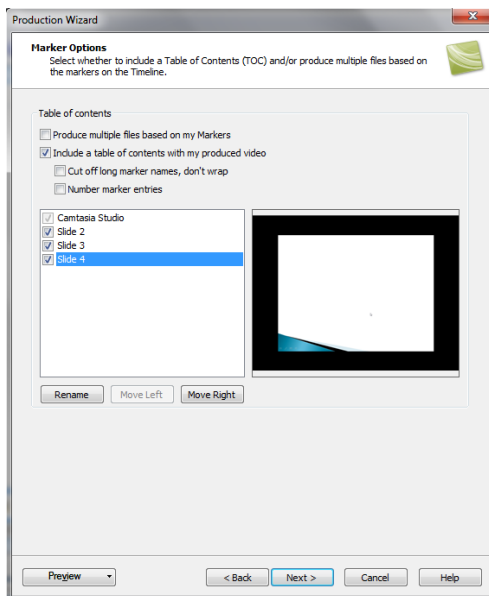 Production Wizard
Marker Options
Select whether to include a Table of Contents (TOC) and/or produce multiple files based on
the markers on the Timeline.
Table of contents
Produce multiple files based on my Markers
Include a table of contents with my produced video
Cut off long marker names, don't wrap
Number marker entries
Camtasia Studio
Slide 2
Slide 3
Slide 4
Rename Move Left Move Right
Preview < Back Next > Cancel Help